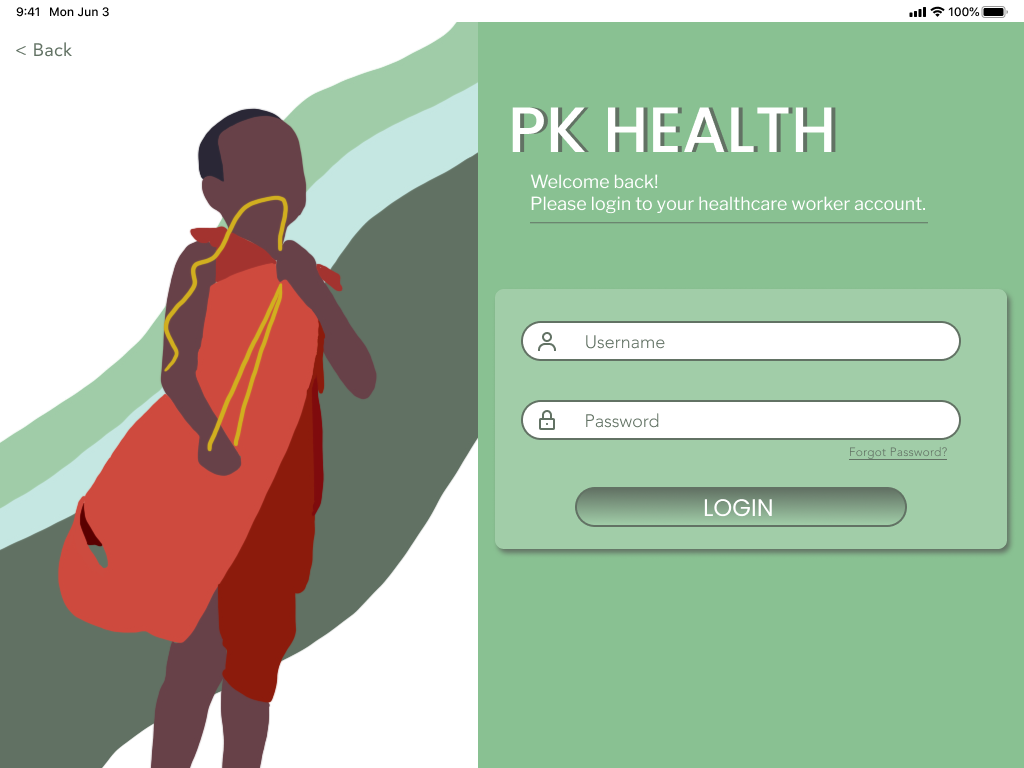 9:41 Mon Jun 3
100%
< Back
PK HEALTH
Welcome back!
Please login to your healthcare worker account.
Username
Password
Forgot Password?
LOGIN